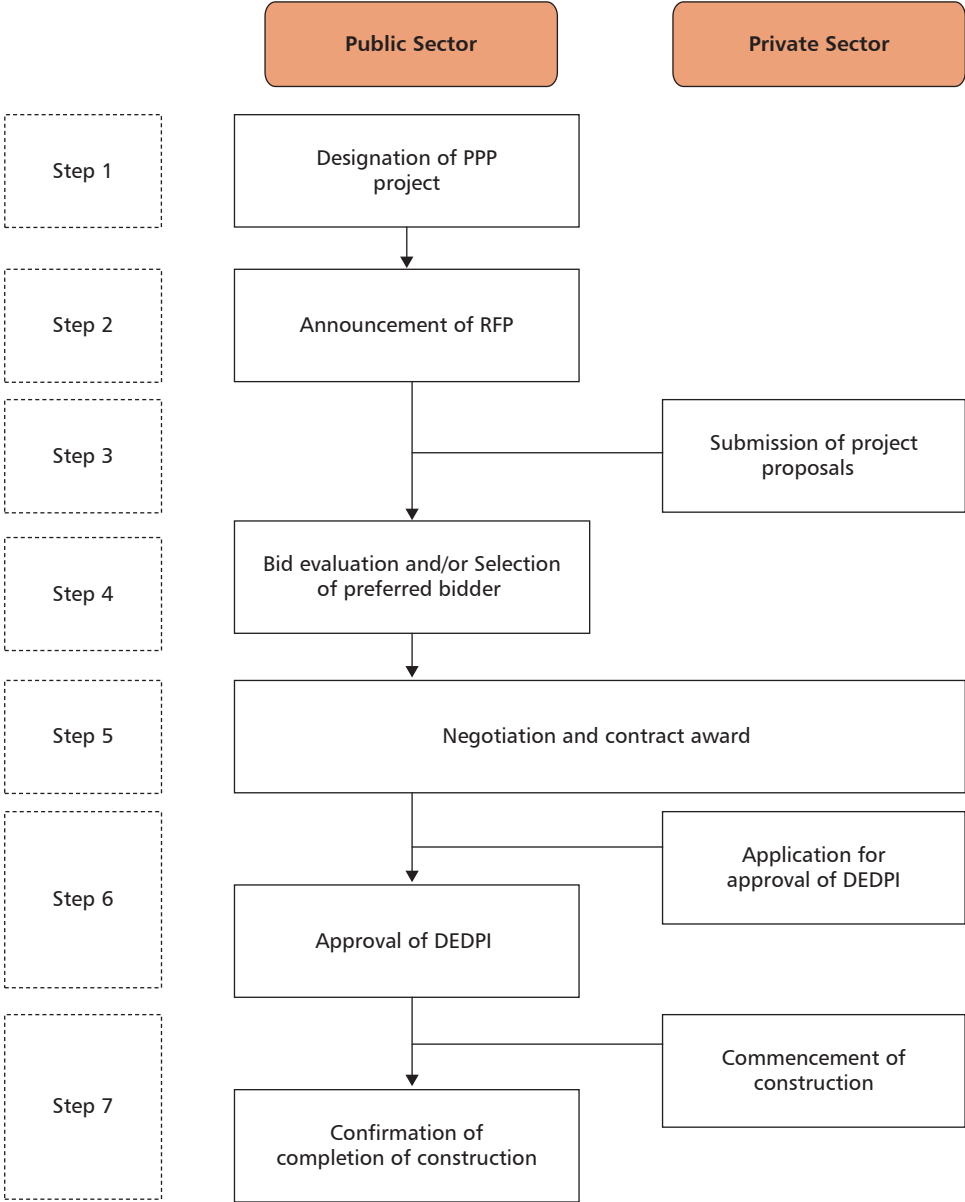 Public Sector
Private Sector
Step 1
Designation of PPP
project
Step 2
Announcement of RFP
Step 3
Submission of project
proposals
Step 4
Bid evaluation and/or Selection
of preferred bidder
Step 5
Negotiation and contract award
Step 6
Application for
approval of DEDPI
Approval of DEDPI
Step 7
Commencement of
construction
Confirmation of
completion of construction